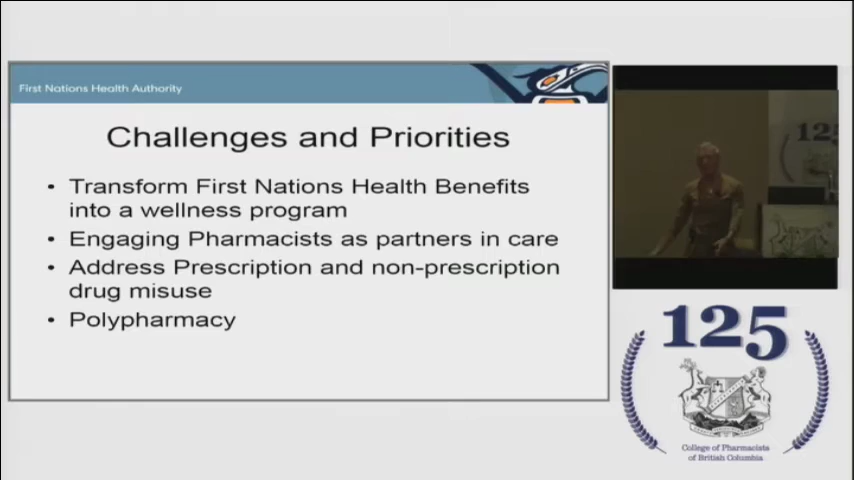 First Nations Health Authority
Challenges and Priorities
• Transform First Nations Health Benefits
into a wellness program
• Engaging Pharmacists as partners in care
• Address Prescription and non-prescription
drug misuse
• Polypharmacy
125
125
College of Pharmacists
of British Columbia